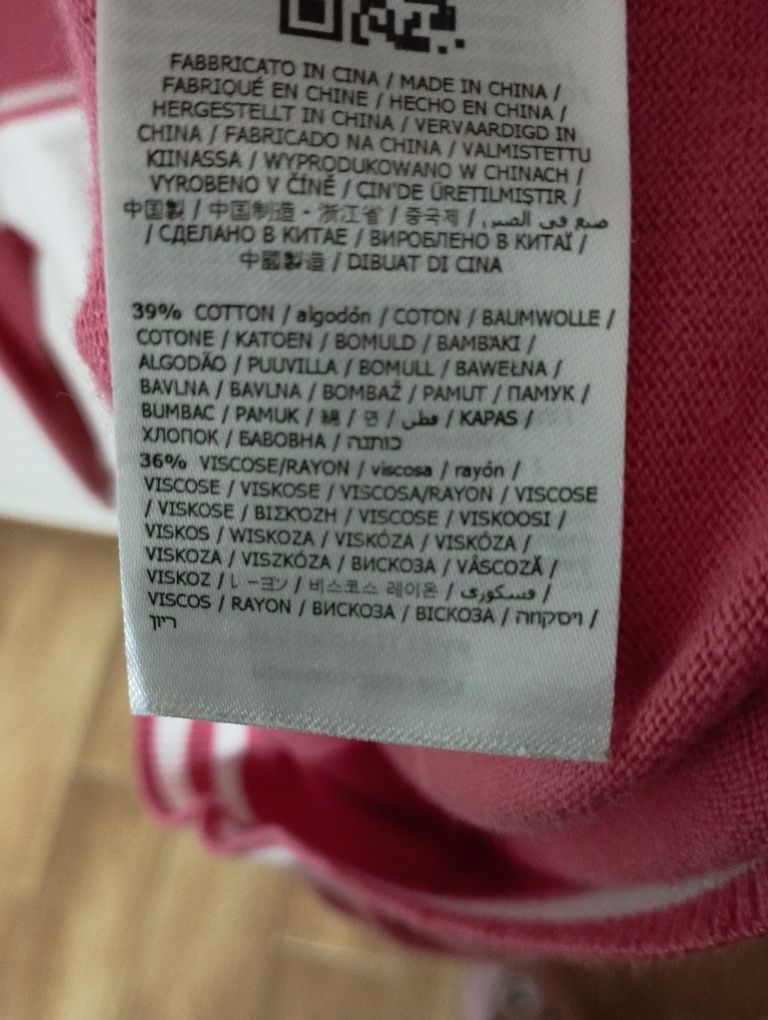 FABBRICATO IN CINA / MADE IN CHINA /
FABRIQUÉ EN CHINE / HECHO EN CHINA /
HERGESTELLT IN CHINA / VERVAARDIGD IN
CHINA / FABRICADO NA CHINA / VALMISTETTU
KIINASSA / WYPRODUKOWANO W CHINACH /
VYROBENO V ČÍNĚ / ÇIN'DE ÜRETILMIŞTIR /
中国製 / 中国制造 - 浙江省 / 중국제 / صنع في الصين
/ СДЕЛАНО В КИТАЕ / ВИРОБЛЕНО В КИТАЇ /
中國製造 / DIBUAT DI CINA
39% COTTON / algodón / COTON / BAUMWOLLE /
COTONE / KATOEN / BOMULD / ΒΑΜΒΆΚΙ /
ALGODÃO / PUUVILLA / BOMULL / BAWEŁNA /
BAVLNA / BAVLNA / BOMBAŽ / PAMUT / ПАМУК /
BUMBAC / PAMUK / 綿 / 면 / قطن / KAPAS /
ХЛОПОК / БАВОВНА / כותנה
36% VISCOSE/RAYON / viscosa / rayón /
VISCOSE / VISKOSE / VISCOSA/RAYON / VISCOSE
/ VISKOSE / ΒΙΣΚΌΖΗ / VISCOSE / VISKOOSI /
VISKOS / WISKOZA / VISKÓZA / VISKÓZA /
VISKOZA / VISZKÓZA / ВИСКОЗА / VÂSCOZĂ /
VISKOZ / レーヨン / 비스코스 레이온 / فسكوزي /
VISCOS / RAYON / ВИСКОЗА / ВІСКОЗА / ויסקוזה /
ריון